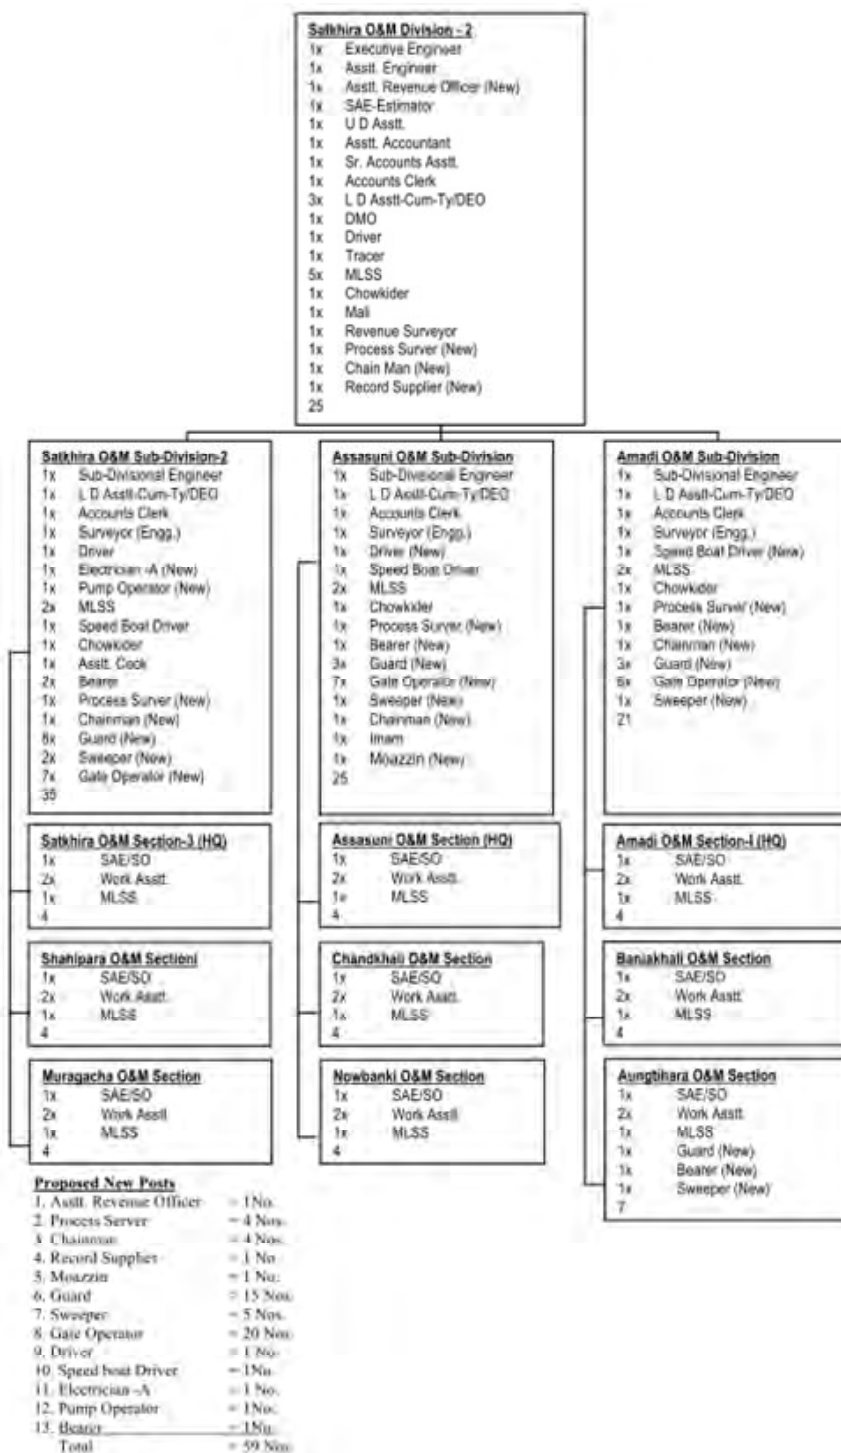 Satkhira O&M Division - 2
1x Executive Engineer
1x Asstt. Engineer
1x Asstt. Revenue Officer (New)
1x SAE-Estimator
1x U D Asstt.
1x Asstt. Accountant
1x Sr. Accounts Asstt.
1x Accounts Clerk
3x L D Asstt-Cum-Ty/DEO
1x DMO
1x Driver
1x Tracer
5x MLSS
1x Chowkider
1x Mali
1x Revenue Surveyor
1x Process Surver (New)
1x Chain Man (New)
1x Record Supplier (New)
25
Satkhira O&M Sub-Division-2
1x Sub-Divisional Engineer
1x L D Asstt-Cum-Ty/DEO
1x Accounts Clerk
1x Surveyor (Engg.)
1x Driver
1x Electrician -A (New)
1x Pump Operator (New)
2x MLSS
1x Speed Boat Driver
1x Chowkider
1x Asstt. Cook
2x Bearer
1x Process Surver (New)
1x Chainman (New)
Guard (New)
2x Sweeper (New)
7x Gate Operator (New)
35
Assasuni O&M Sub-Division
1x Sub-Divisional Engineer
1x L D Asstt-Cum-Ty/DEO
1x Accounts Clerk
1x Surveyor (Engg.)
1x Driver (New)
1x Speed Boat Driver
2x MLSS
1x Chowkider
1x Process Surver (New)
1x Bearer (New)
3x Guard (New)
7x Gate Operator (New)
1x Sweeper (New)
1x Chainman (New)
1x Imam
1x Moazzin (New)
25
Amadi O&M Sub-Division
1x Sub-Divisional Engineer
1x L D Asstt-Cum-Ty/DEO
1x Accounts Clerk
1x Surveyor (Engg.)
1x Speed Boat Driver (New)
2x MLSS
1x Chowkider
1x Process Surver (New)
1x Bearer (New)
1x Chainman (New)
3x Guard (New)
6x Gate Operator (New)
1x Sweeper (New)
21
Satkhira O&M Section-3 (HQ)
1x SAE/SO
2x Work Asstt.
1x MLSS
4
Assasuni O&M Section (HQ)
1x SAE/SO
2x Work Asstt.
1x MLSS
4
Amadi O&M Section-I (HQ)
1x SAE/SO
2x Work Asstt.
1x MLSS
4
Shahipara O&M Sectioni
1x SAE/SO
2x Work Asstt.
1x MLSS
4
Chandkhali O&M Section
1x SAE/SO
2x Work Asstt.
1x MLSS
4
Baniakhali O&M Section
1x SAE/SO
2x Work Asstt
1x MLSS
4
Muragacha O&M Section
1x SAE/SO
2x Work Asstt
1x MLSS
4
Nowbanki O&M Section
1x SAE/SO
2x Work Asstt
1x MLSS
4
Aungtihara O&M Section
1x SAE/SO
2x Work Asstt
1x MLSS
1x Guard (New)
1x Bearer (New)
1x Sweeper (New)
7
Proposed New Posts
1. Asstt. Revenue Officer = 1No.
2. Process Server = 4 Nos.
3. Chainman = 4 Nos.
4. Record Supplier = 1 No
5. Moazzin = 1 No.
6. Guard = 15 Nos.
7. Sweeper = 5 Nos.
8. Gate Operator = 20 Nos.
9. Driver = 1 No.
10. Speed boat Driver = 1No.
11. Electrician -A = 1 No.
12. Pump Operator = 1No.
13. Bearer = 1No.
Total = 59 Nos.